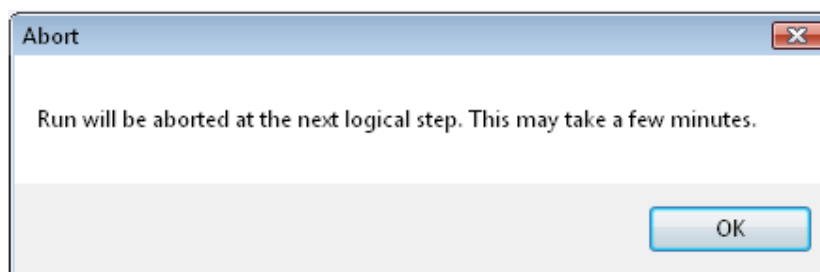 Abort
Run will be aborted at the next logical step. This may take a few minutes.
OK